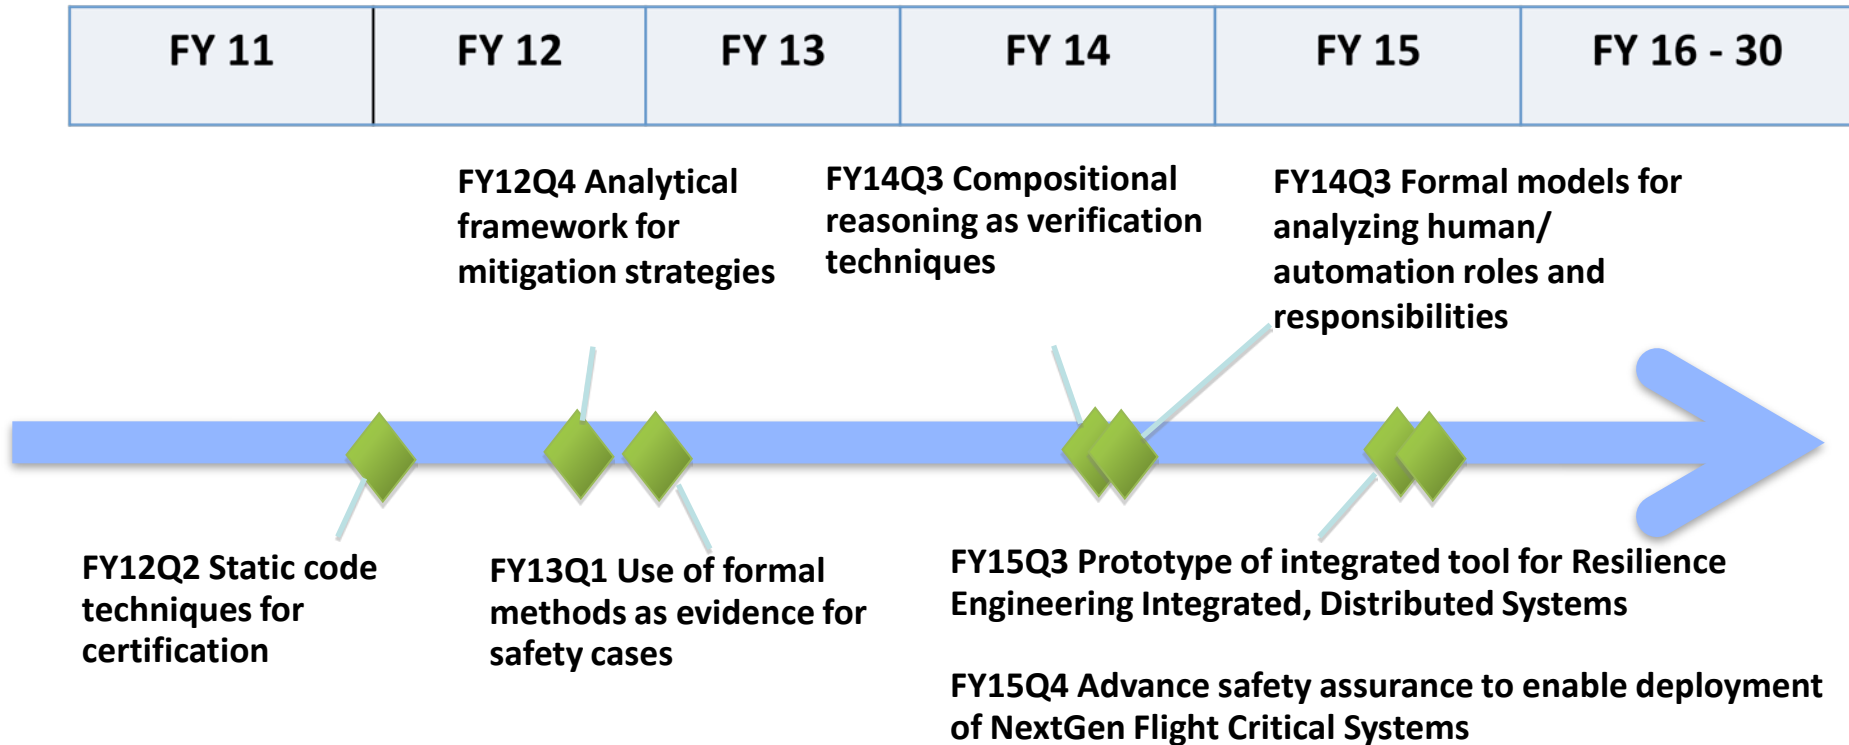 FY 11
FY 12
FY 13
FY 14
FY 15
FY 16 - 30
FY12Q4 Analytical
framework for
mitigation strategies
FY14Q3 Compositional
reasoning as verification
techniques
FY14Q3 Formal models for
analyzing human/
automation roles and
responsibilities
FY12Q2 Static code
techniques for
certification
FY13Q1 Use of formal
methods as evidence for
safety cases
FY15Q3 Prototype of integrated tool for Resilience
Engineering Integrated, Distributed Systems
FY15Q4 Advance safety assurance to enable deployment
of NextGen Flight Critical Systems